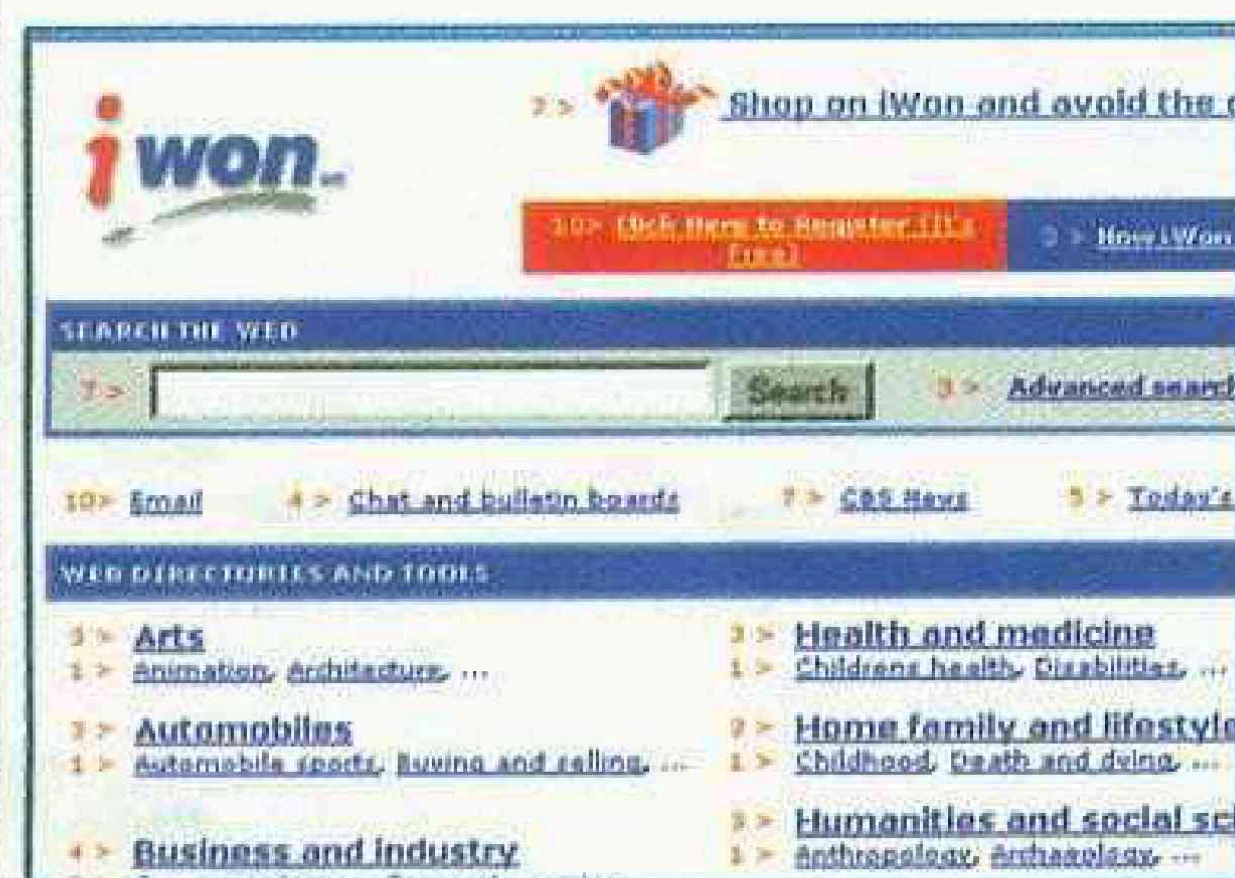 i won
Shop on iWon and avoid the
10> Click Here to Register (it's
free)
How iWon
SEARCH THE WEB
7 >
Search
3 > Advanced search
10> Email 4 > Chat and bulletin boards 7 > CBS News 5 > Today's
WEB DIRECTORIES AND TOOLS
3 > Arts
1 > Animation, Architecture, ...
3 > Health and medicine
1 > Childrens health, Disabilities, ...
3 > Automobiles
1 > Automobile sports, Buying and selling, ...
Home family and lifestyle
1 > Childhood, Death and dying, ...
4 > Business and industry
3 > Humanities and social sci
1 > Anthropology, Archaeology, ...